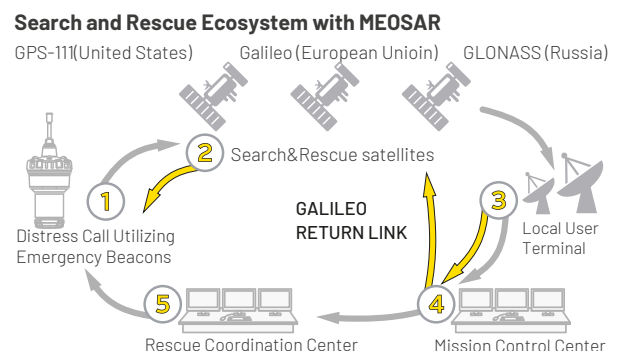 Search and Rescue Ecosystem with MEOSAR
GPS-111(United States)
Galileo (European Unioin)
GLONASS (Russia)
2
Search&Rescue satellites
1
3
GALILEO
RETURN LINK
Distress Call Utilizing
Emergency Beacons
Local User
Terminal
5
4
Rescue Coordination Center
Mission Control Center